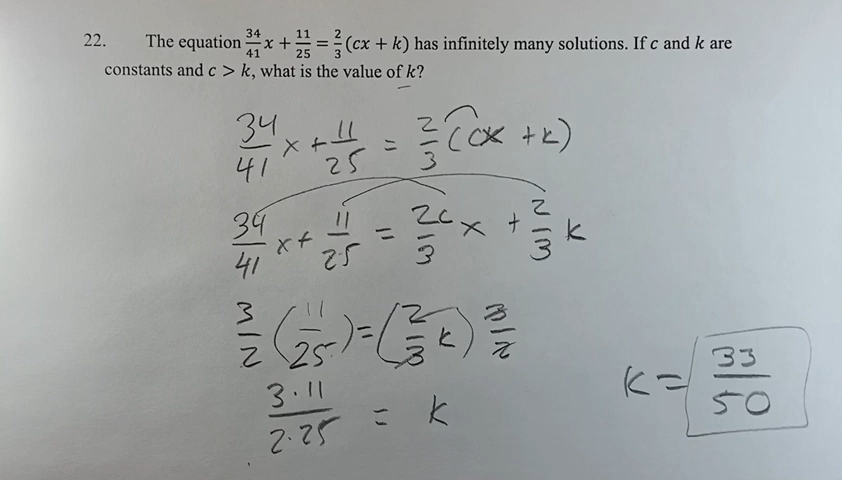 22. The equation 34/41 x + 11/25 = 2/3 (cx + k) has infinitely many solutions. If c and k are
constants and c > k, what is the value of k?
34/41 x + 11/25 = 2/3 (cx + k)
34/41 x + 11/25 = 2c/3 x + 2/3 k
3/2 (11/25) = (2/3 k) 3/2
3·11/2·25 = k
k = 33/50